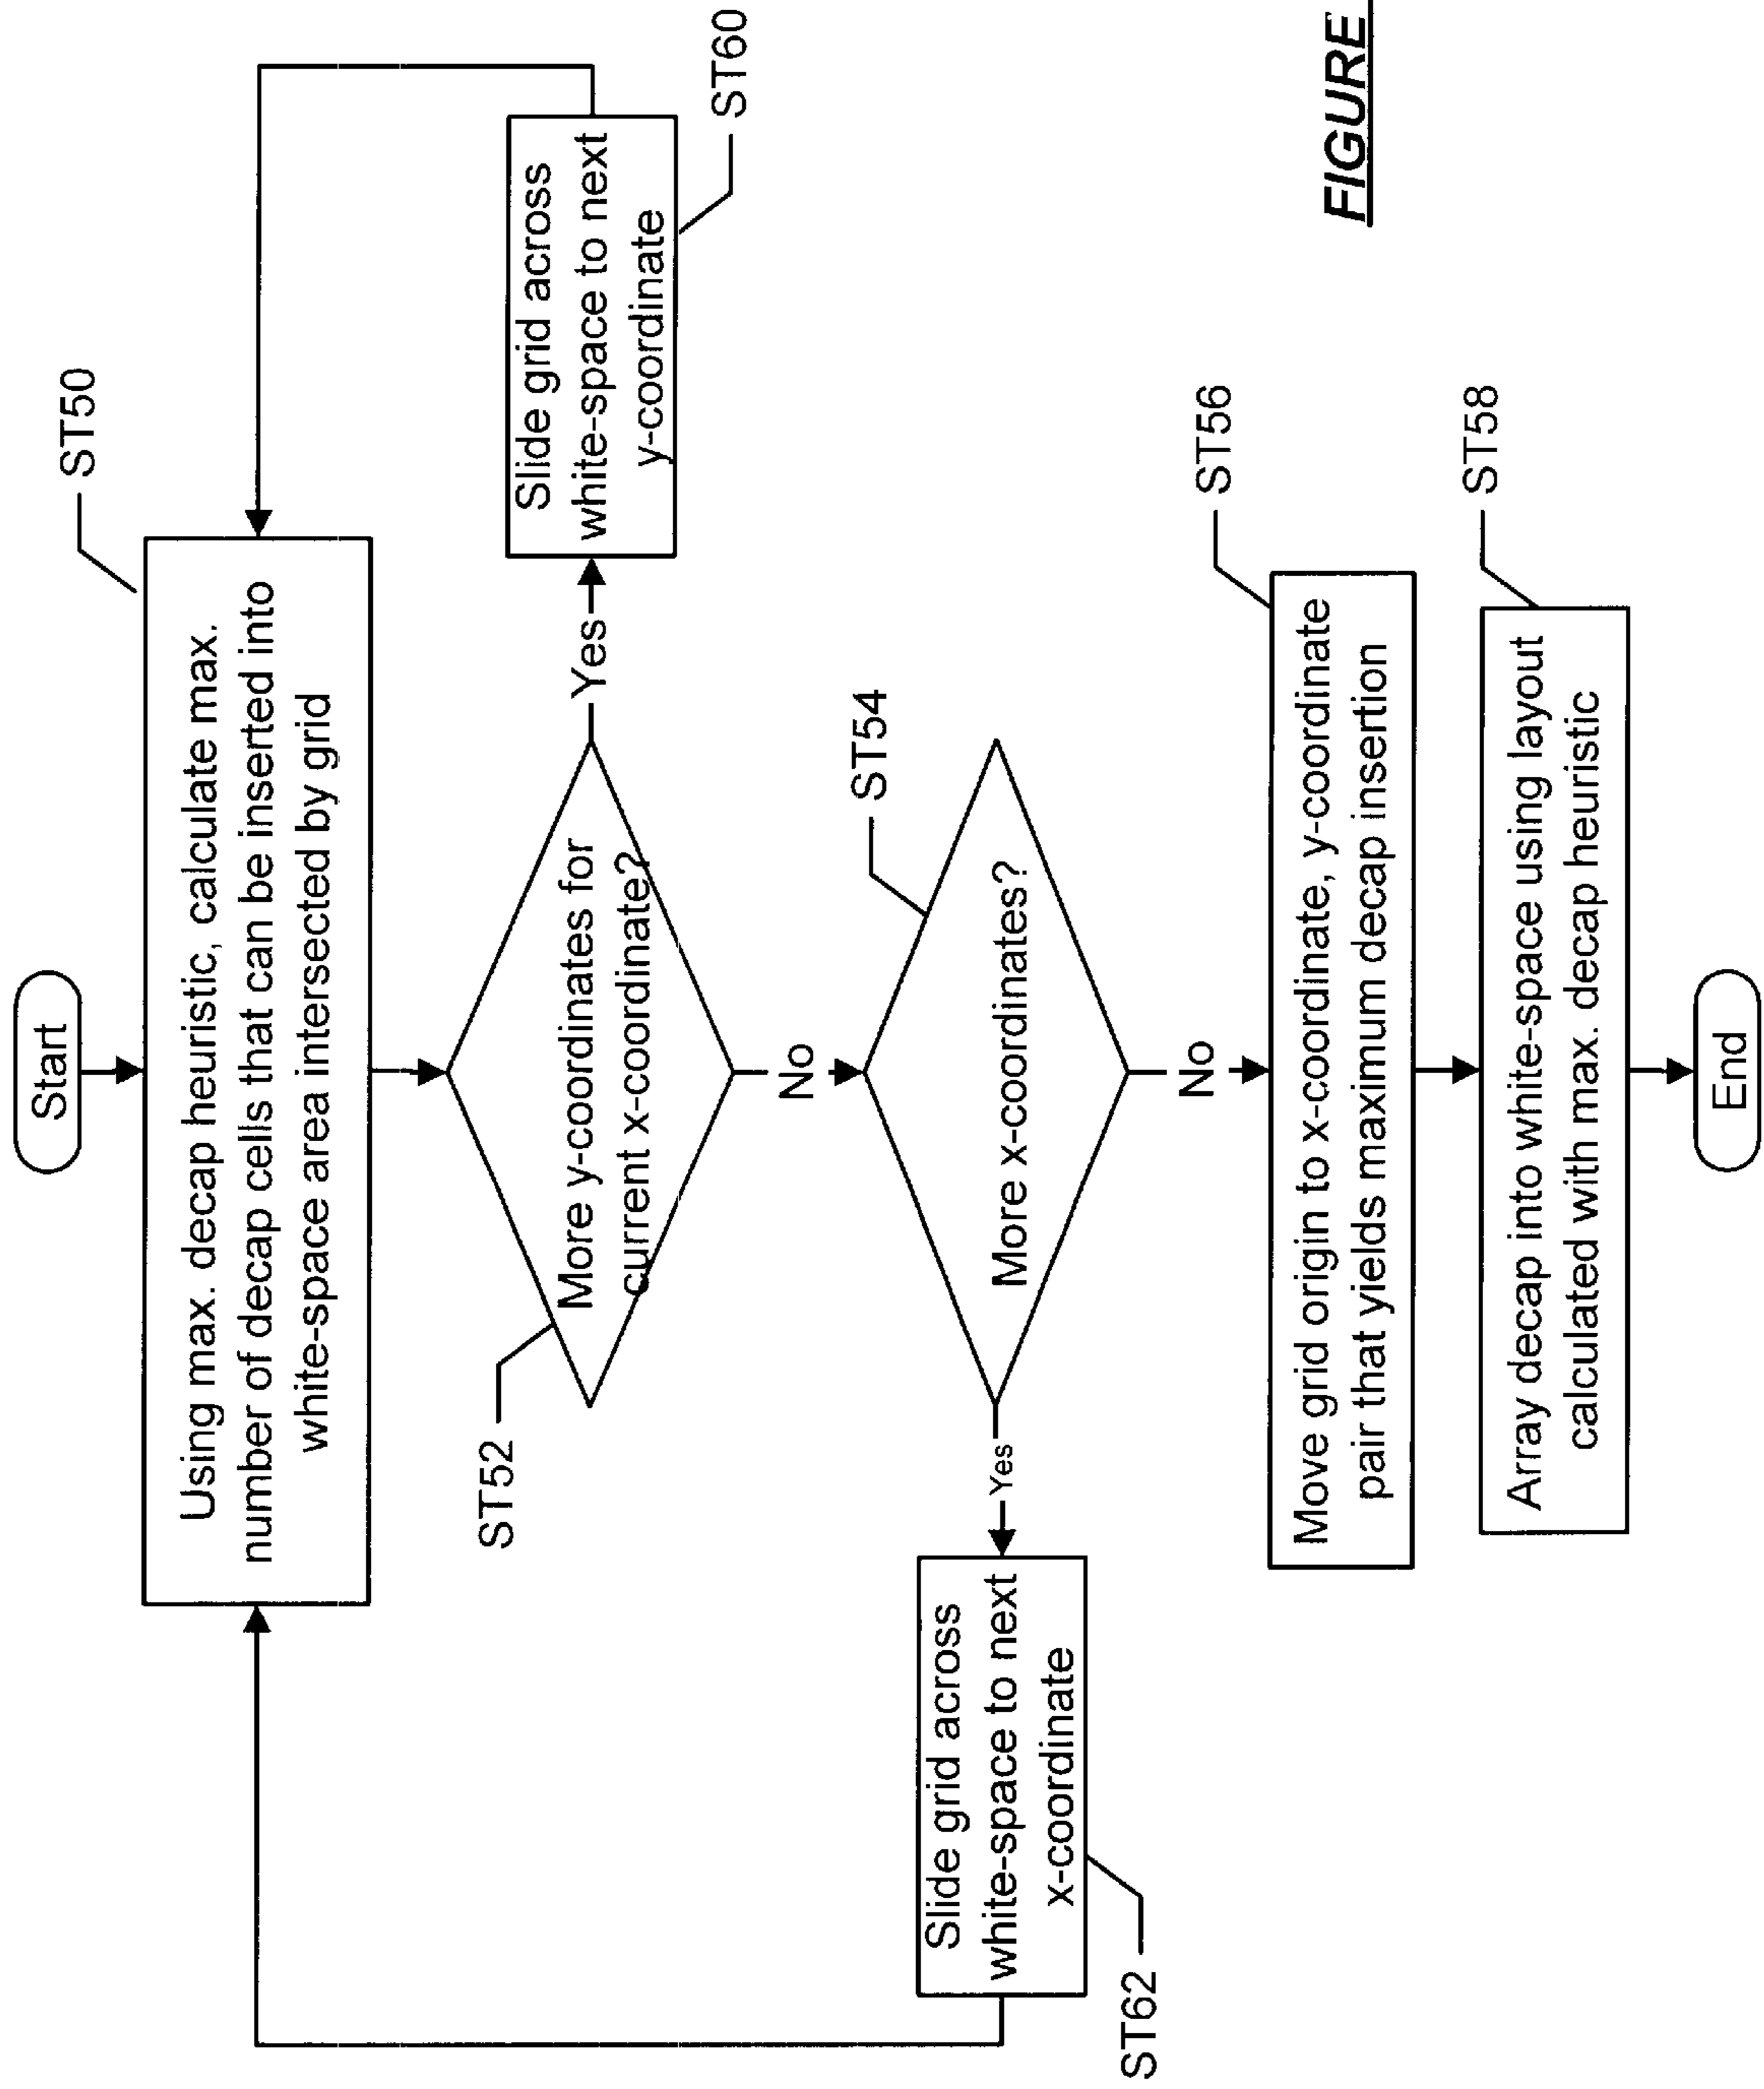 Start
ST50
Using max. decap heuristic, calculate max.
number of decap cells that can be inserted into
white-space area intersected by grid
ST52
More y-coordinates for
current x-coordinate?
Yes
Slide grid across
white-space to next
y-coordinate
ST60
No
ST54
More x-coordinates?
Yes
Slide grid across
white-space to next
x-coordinate
ST62
No
ST56
Move grid origin to x-coordinate, y-coordinate
pair that yields maximum decap insertion
ST58
Array decap into white-space using layout
calculated with max. decap heuristic
End
FIGURE